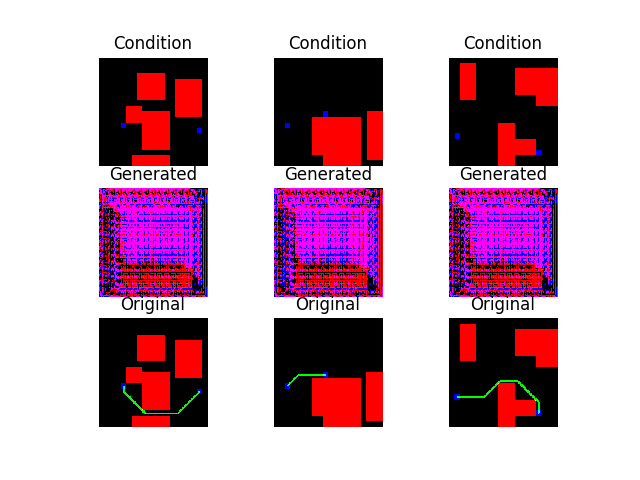 Condition Condition Condition
Generated Generated Generated
Original Original Original